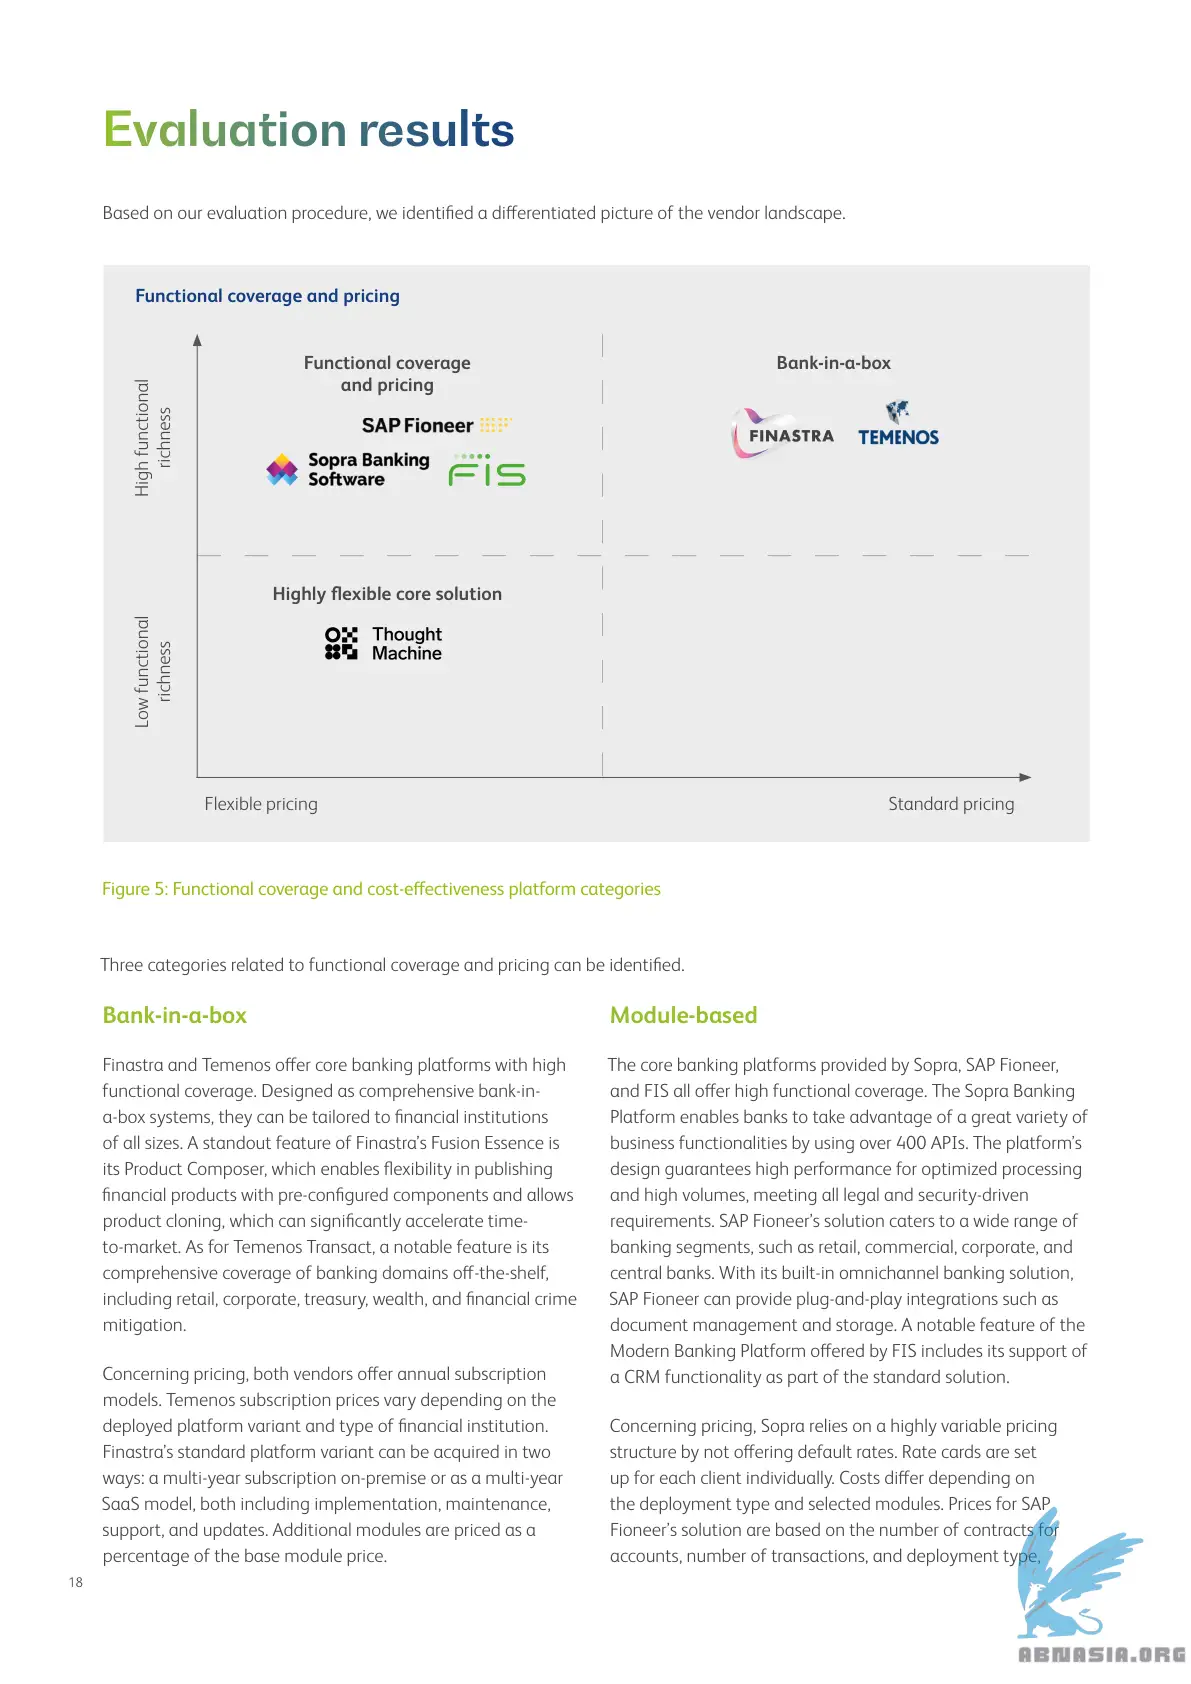 Evaluation results
Based on our evaluation procedure, we identified a differentiated picture of the vendor landscape.
Functional coverage and pricing
High functional
richness
Functional coverage
and pricing
SAP Fioneer
Sopra Banking
Software
FIS
Bank-in-a-box
FINASTRA
TEMENOS
Low functional
richness
Highly flexible core solution
Thought
Machine
Flexible pricing
Standard pricing
Figure 5: Functional coverage and cost-effectiveness platform categories
Three categories related to functional coverage and pricing can be identified.
Bank-in-a-box
Finastra and Temenos offer core banking platforms with high
functional coverage. Designed as comprehensive bank-in-
a-box systems, they can be tailored to financial institutions
of all sizes. A standout feature of Finastra's Fusion Essence is
its Product Composer, which enables flexibility in publishing
financial products with pre-configured components and allows
product cloning, which can significantly accelerate time-
to-market. As for Temenos Transact, a notable feature is its
comprehensive coverage of banking domains off-the-shelf,
including retail, corporate, treasury, wealth, and financial crime
mitigation.
Concerning pricing, both vendors offer annual subscription
models. Temenos subscription prices vary depending on the
deployed platform variant and type of financial institution.
Finastra's standard platform variant can be acquired in two
ways: a multi-year subscription on-premise or as a multi-year
SaaS model, both including implementation, maintenance,
support, and updates. Additional modules are priced as a
percentage of the base module price.
Module-based
The core banking platforms provided by Sopra, SAP Fioneer,
and FIS all offer high functional coverage. The Sopra Banking
Platform enables banks to take advantage of a great variety of
business functionalities by using over 400 APIs. The platform's
design guarantees high performance for optimized processing
and high volumes, meeting all legal and security-driven
requirements. SAP Fioneer's solution caters to a wide range of
banking segments, such as retail, commercial, corporate, and
central banks. With its built-in omnichannel banking solution,
SAP Fioneer can provide plug-and-play integrations such as
document management and storage. A notable feature of the
Modern Banking Platform offered by FIS includes its support of
a CRM functionality as part of the standard solution.
Concerning pricing, Sopra relies on a highly variable pricing
structure by not offering default rates. Rate cards are set
up for each client individually. Costs differ depending on
the deployment type and selected modules. Prices for SAP
Fioneer's solution are based on the number of contracts for
accounts, number of transactions, and deployment type,
18
ABNASIA.ORG